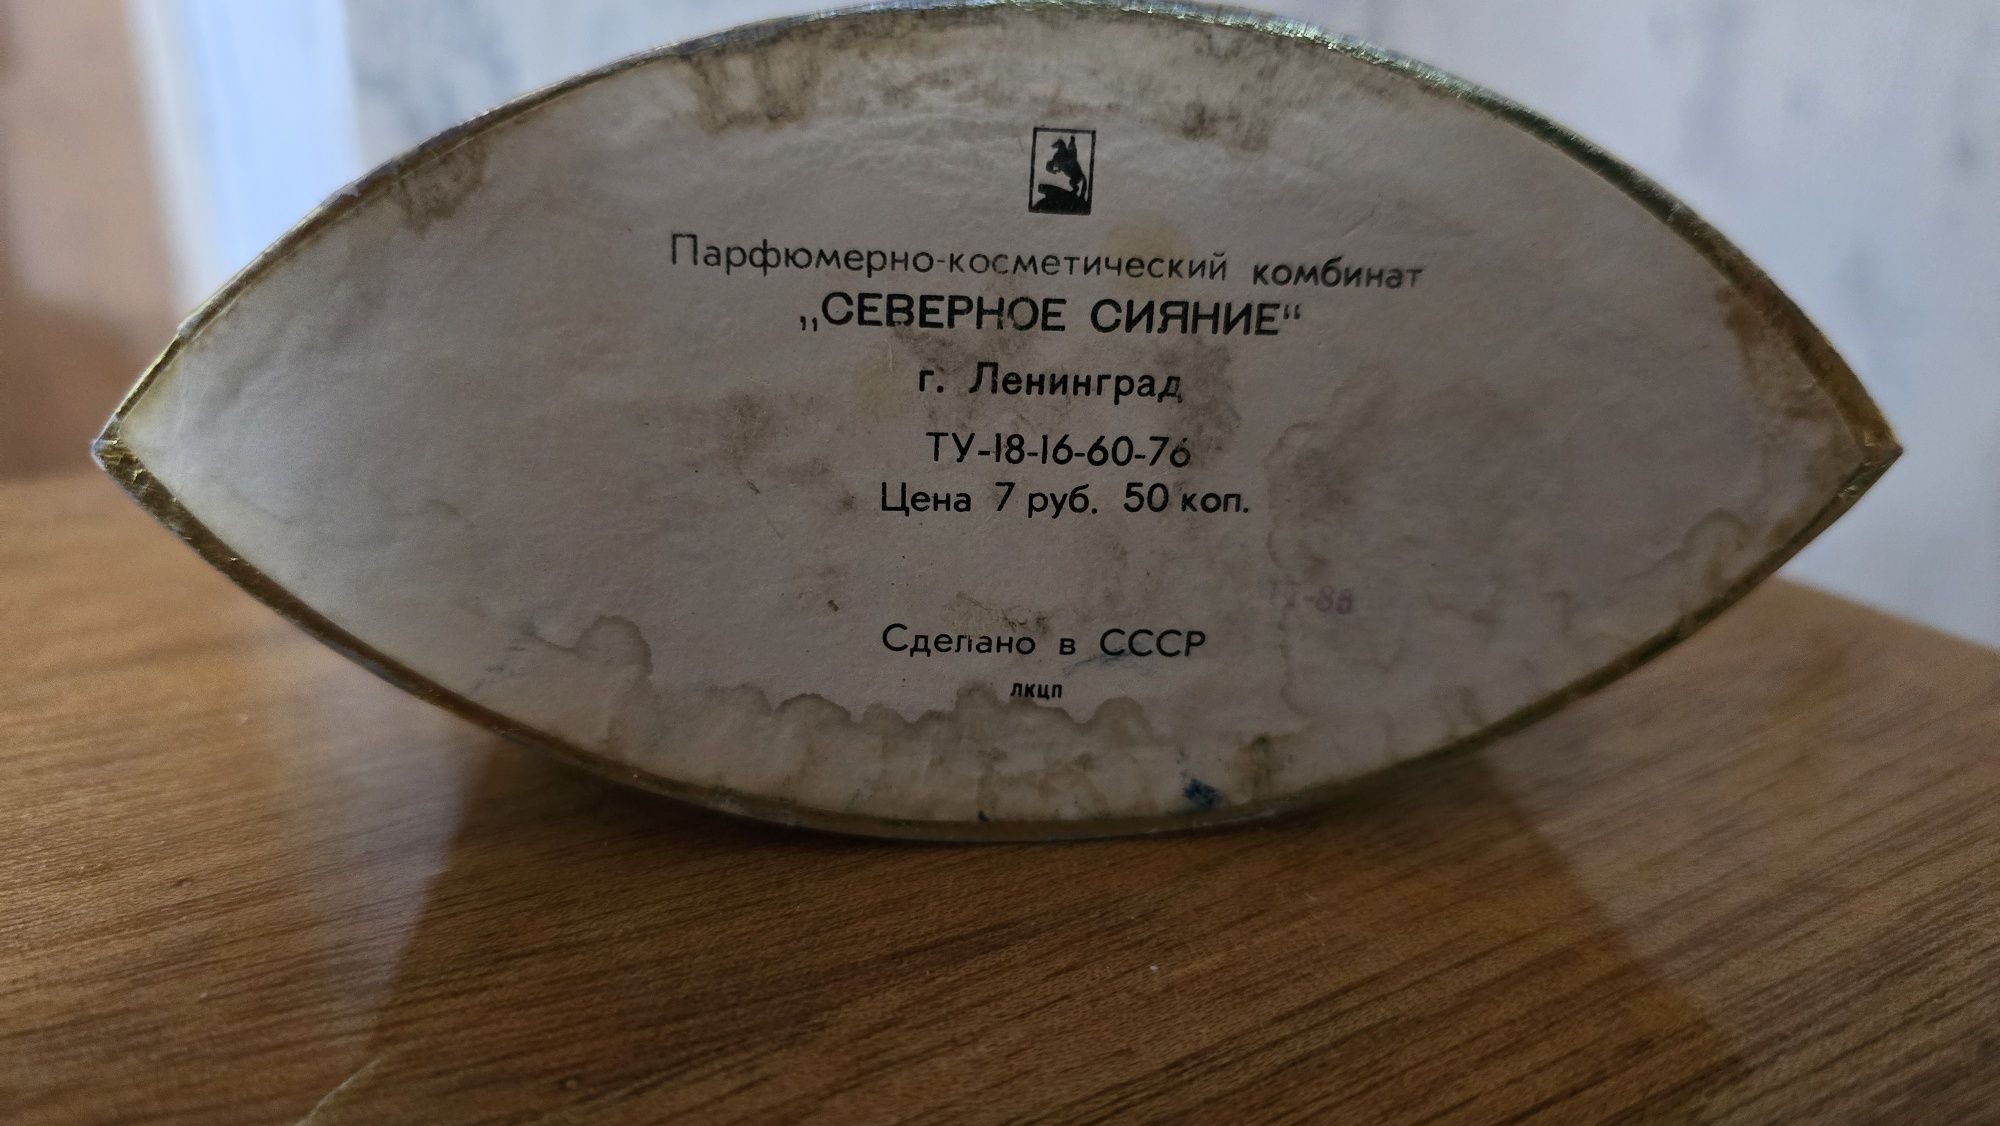 Парфюмерно-косметический комбинат
„СЕВЕРНОЕ СИЯНИЕ“
г. Ленинград
ТУ-18-16-60-76
Цена 7 руб. 50 коп.
Сделано в СССР
ЛКЦП